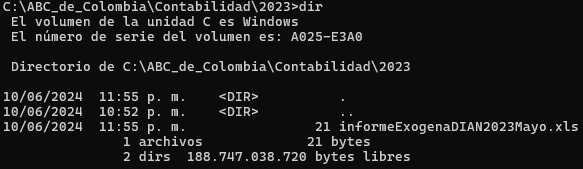 C:\ABC_de_Colombia\Contabilidad\2023>dir
El volumen de la unidad C es Windows
El número de serie del volumen es: A025-E3A0
Directorio de C:\ABC_de_Colombia\Contabilidad\2023
10/06/2024  11:55 p. m.    <DIR>          .
10/06/2024  10:52 p. m.    <DIR>          ..
10/06/2024  11:55 p. m.                21 informeExogenaDIAN2023Mayo.xls
1 archivos             21 bytes
2 dirs  188.747.038.720 bytes libres